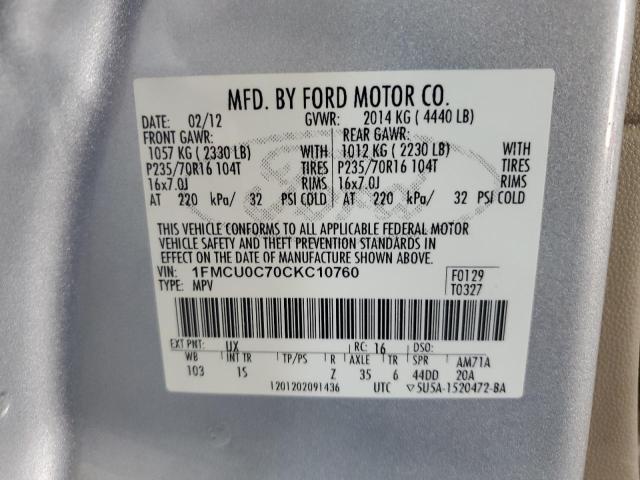 MFD. BY FORD MOTOR CO.
DATE: 02/12 GVWR: 2014 KG ( 4440 LB)
FRONT GAWR: REAR GAWR:
1057 KG ( 2330 LB) WITH 1012 KG ( 2230 LB) WITH
P235/70R16 104T TIRES P235/70R16 104T TIRES
16x7.0J RIMS 16x7.0J RIMS
AT 220 kPa/ 32 PSI COLD AT 220 kPa/ 32 PSI COLD
THIS VEHICLE CONFORMS TO ALL APPLICABLE FEDERAL MOTOR
VEHICLE SAFETY AND THEFT PREVENTION STANDARDS IN
EFFECT ON THE DATE OF MANUFACTURE SHOWN ABOVE.
VIN: 1FMCU0C70CKC10760 F0129
TYPE: MPV T0327
EXT PNT: UX RC: 16 DSO:
WB INT TR TP/PS R AXLE TR SPR AM71A
103 1S Z 35 6 44DD 20A
1201202091436 UTC ▽5U5A-1520472-BA